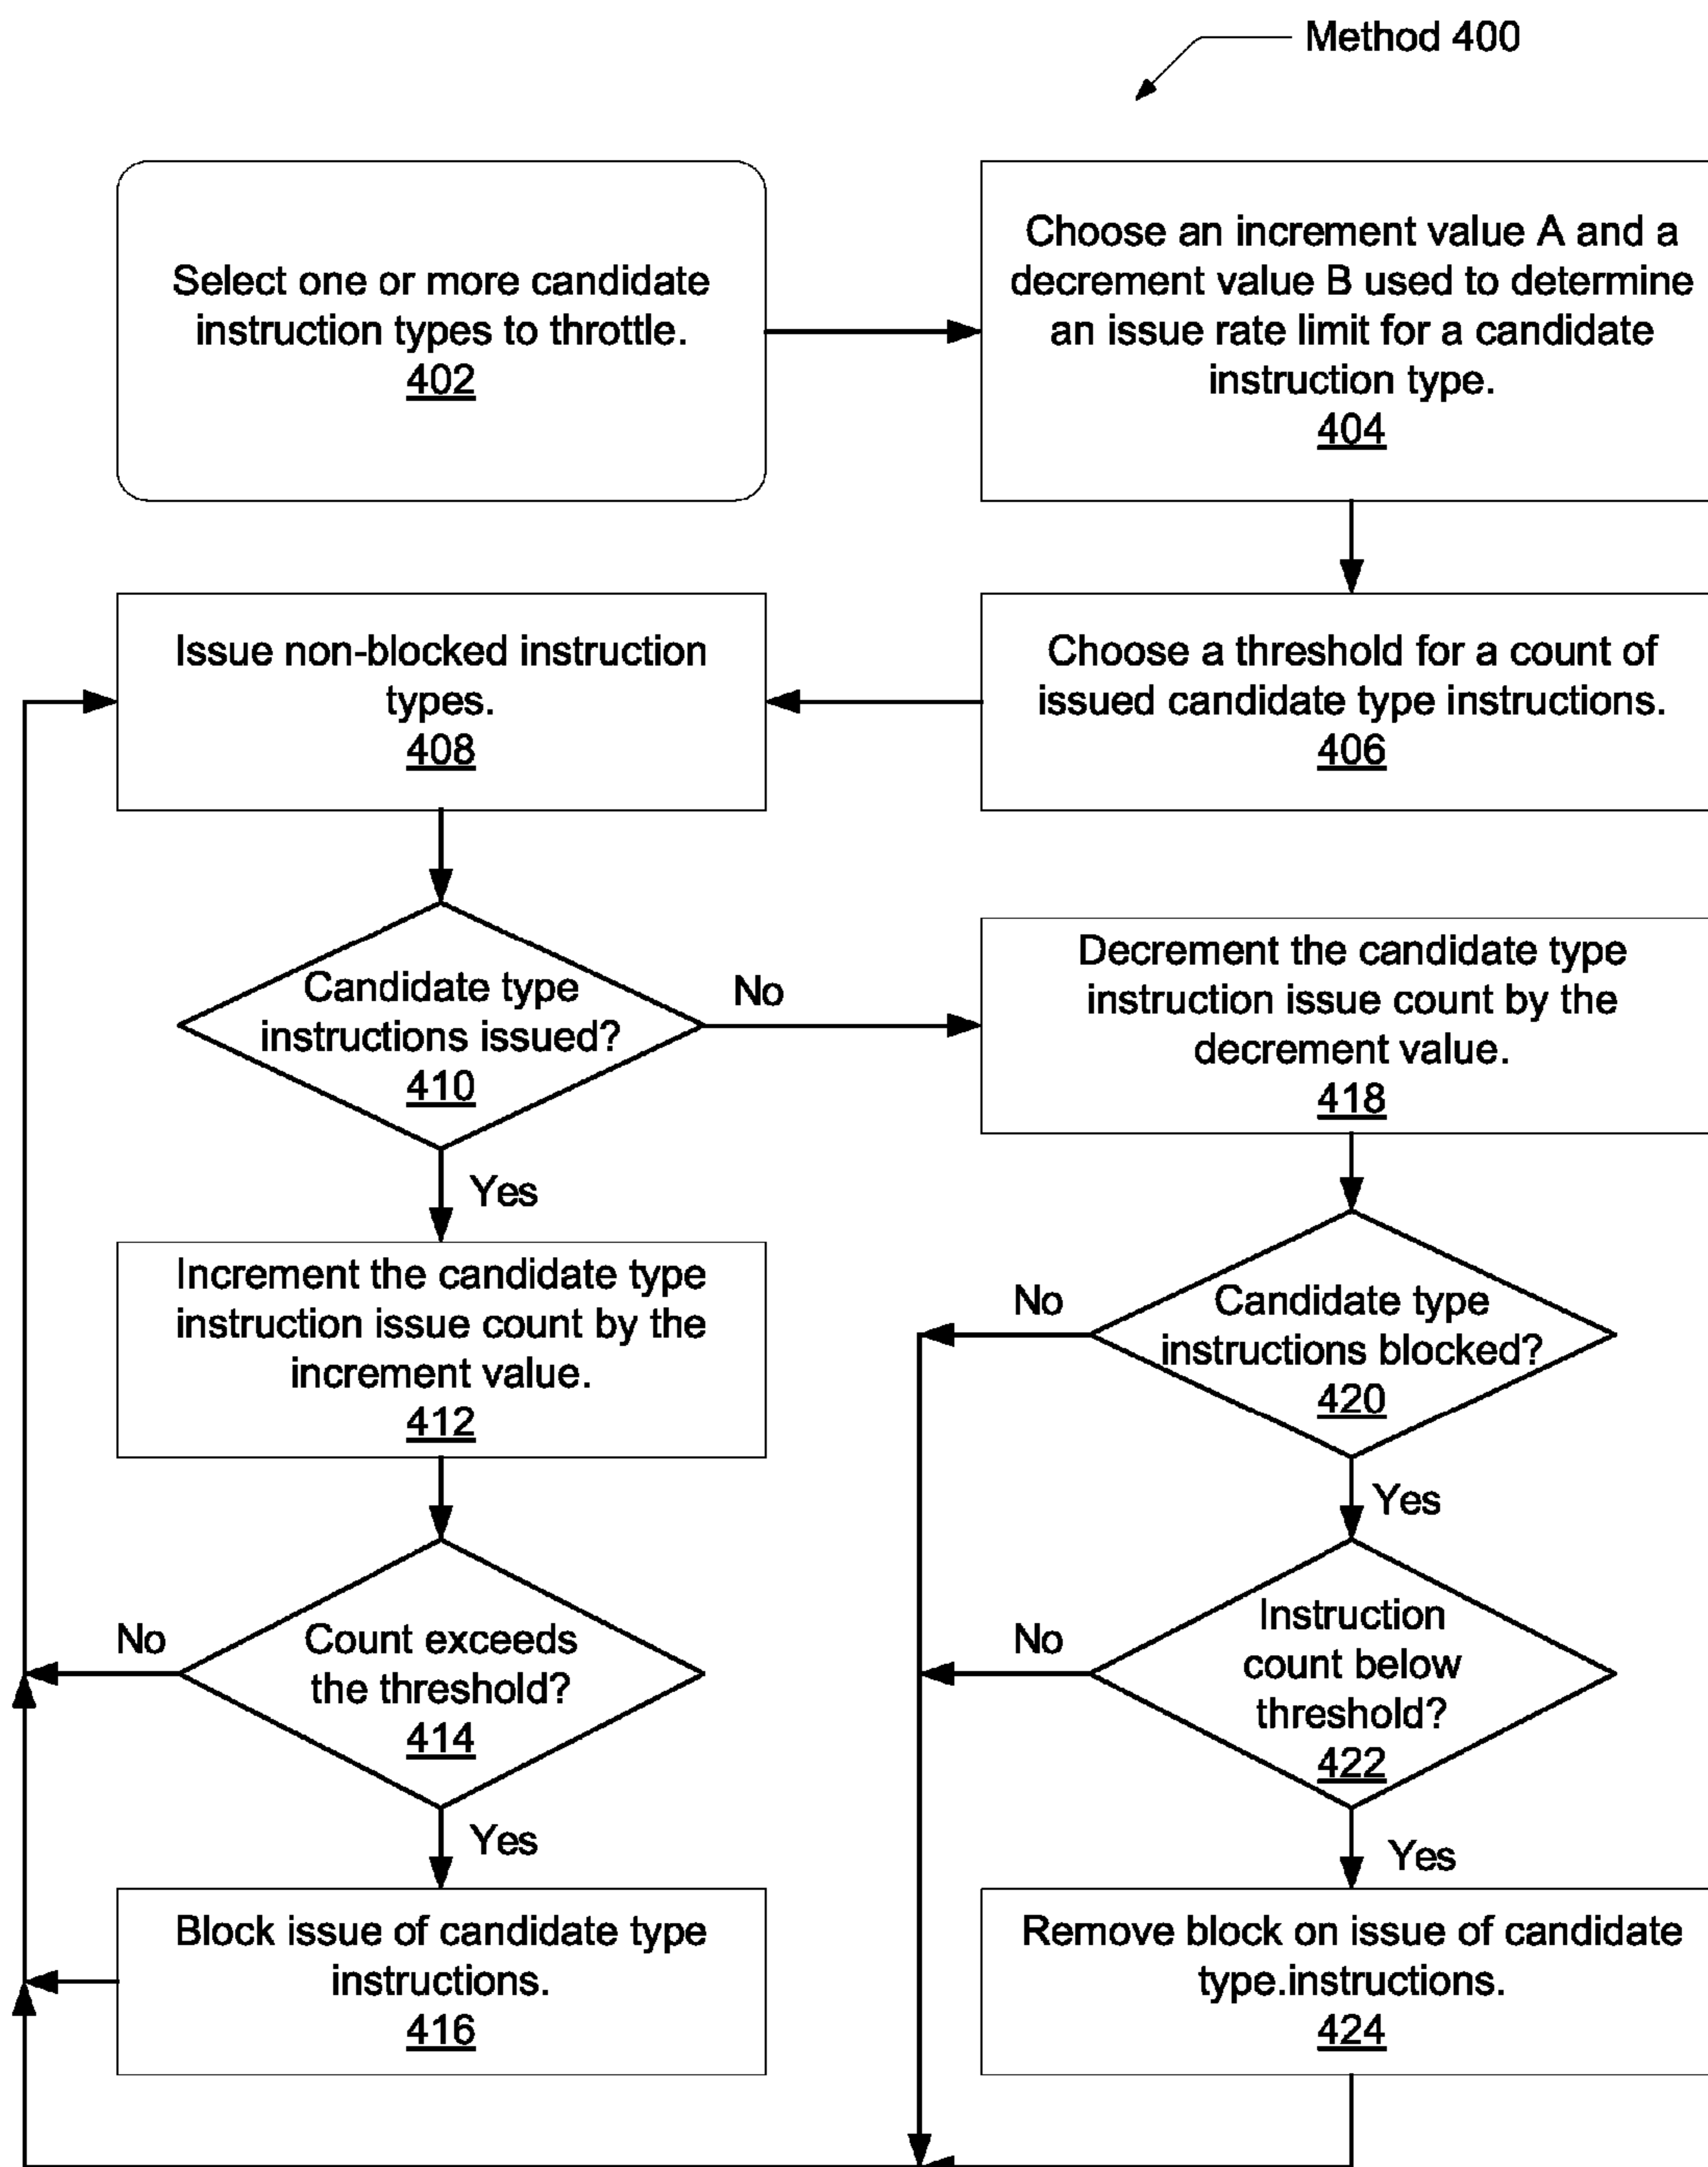 Method 400
Select one or more candidate
instruction types to throttle.
402
Choose an increment value A and a
decrement value B used to determine
an issue rate limit for a candidate
instruction type.
404
Issue non-blocked instruction
types.
408
Choose a threshold for a count of
issued candidate type instructions.
406
Candidate type
instructions issued?
410
No
Decrement the candidate type
instruction issue count by the
decrement value.
418
Yes
Increment the candidate type
instruction issue count by the
increment value.
412
No
Candidate type
instructions blocked?
420
Yes
No
Count exceeds
the threshold?
414
No
Instruction
count below
threshold?
422
Yes
Yes
Block issue of candidate type
instructions.
416
Remove block on issue of candidate
type.instructions.
424